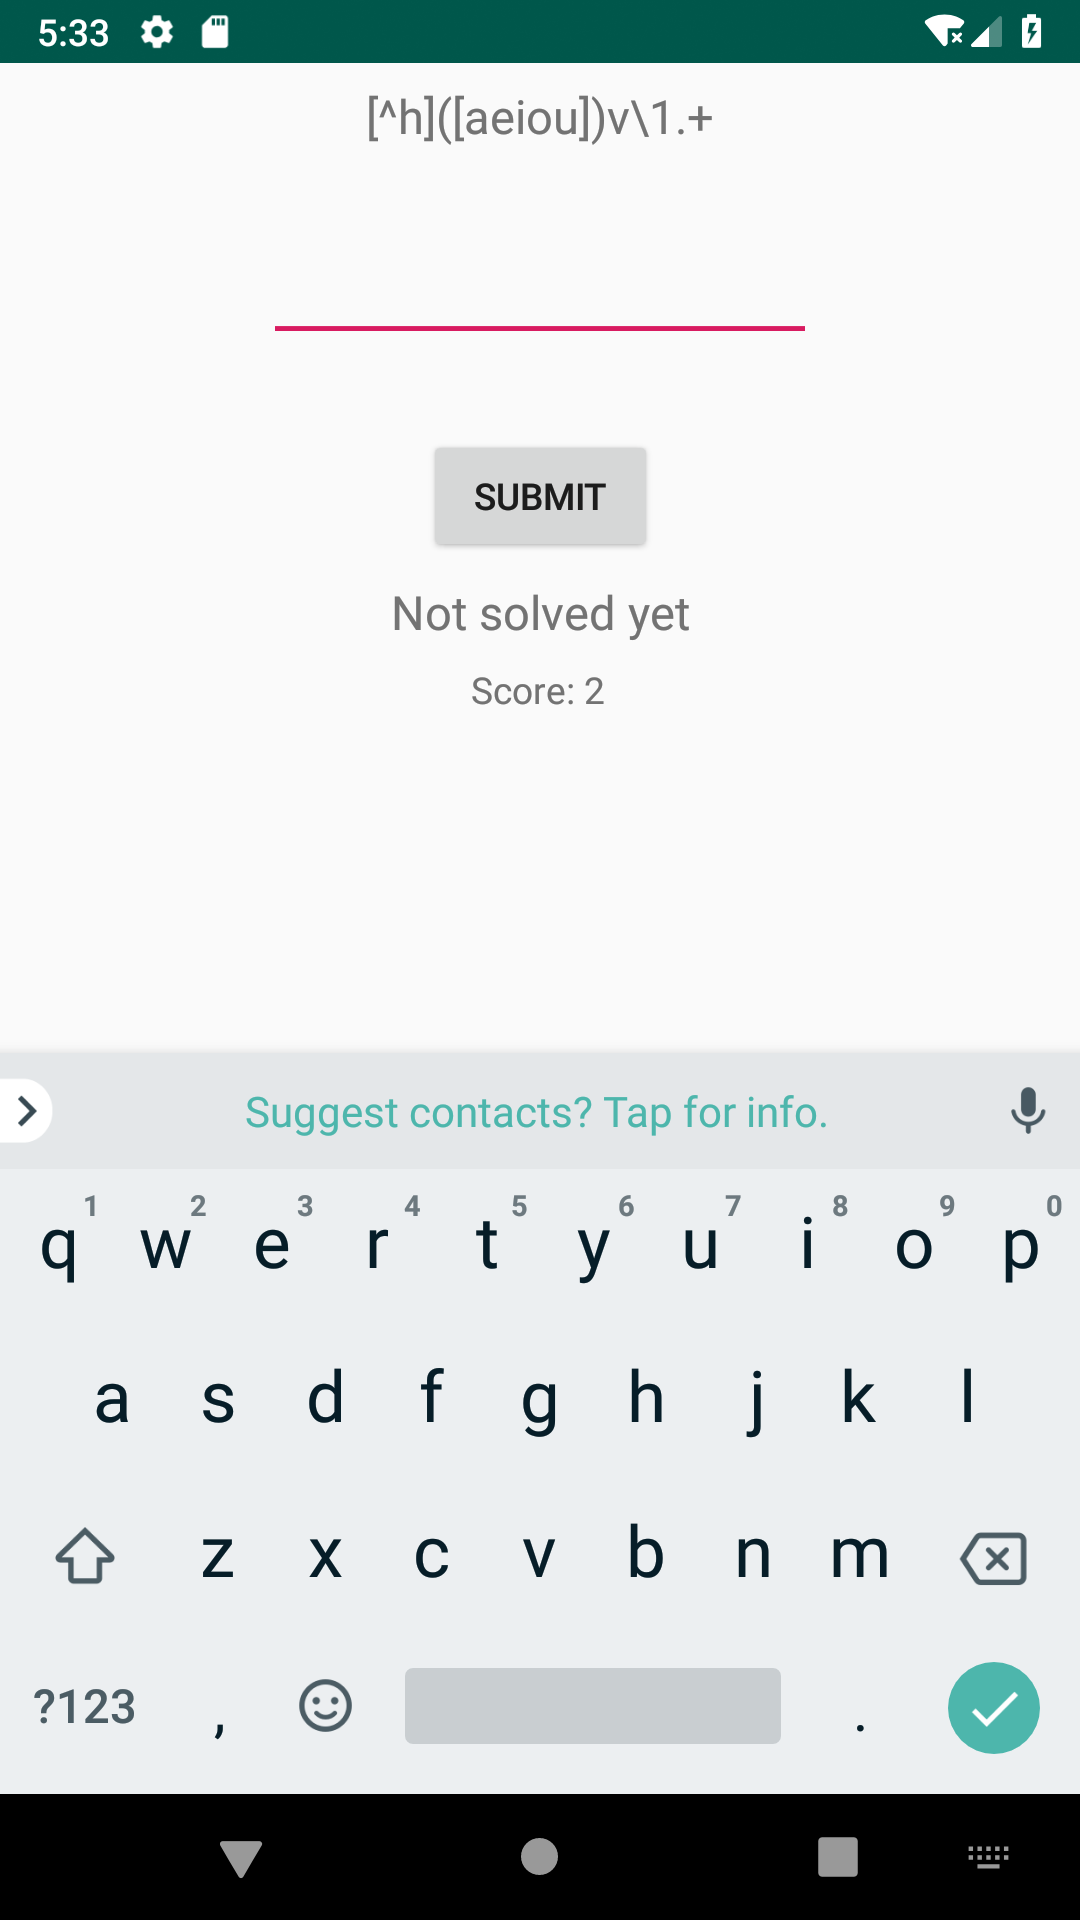 5:33
[^h]([aeiou])v\1.+
SUBMIT
Not solved yet
Score: 2
Suggest contacts? Tap for info.
1 2 3 4 5 6 7 8 9 0
q w e r t y u i o p
a s d f g h j k l
z x c v b n m
?123 , .